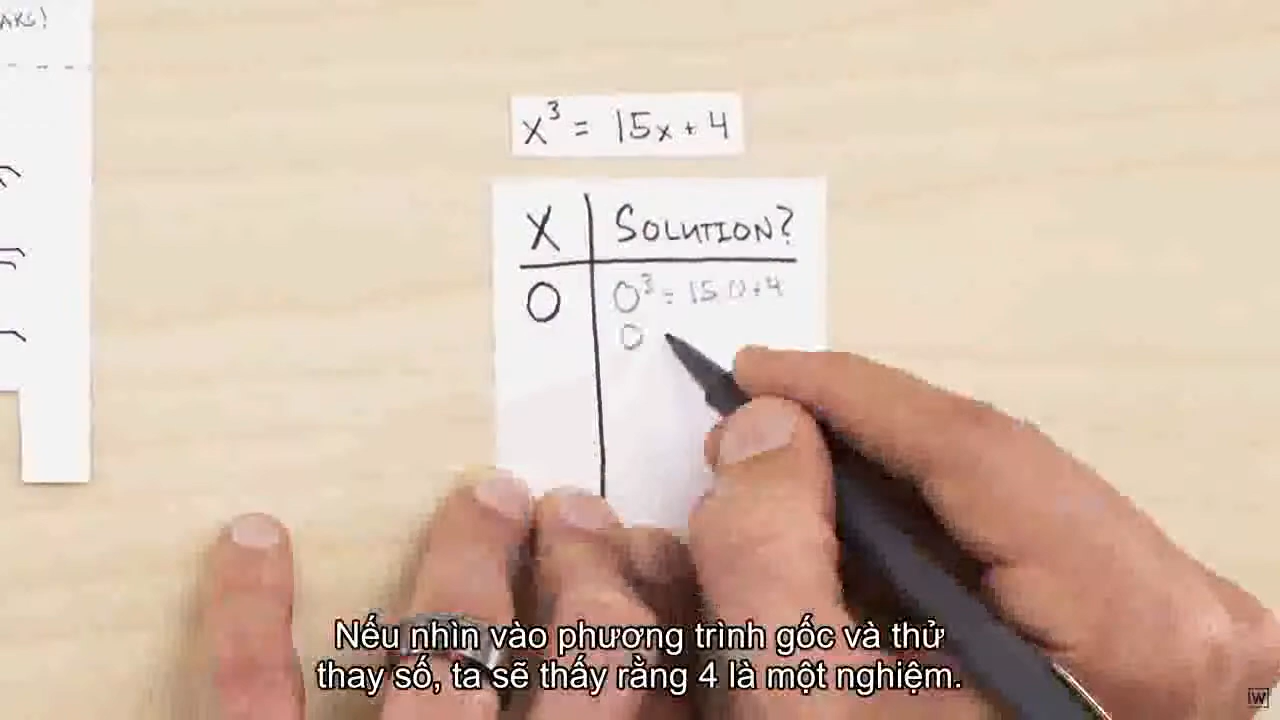 x³ = 15x + 4
X SOLUTION?
0 0³ = 15·0+4
0
Nếu nhìn vào phương trình gốc và thử
thay số, ta sẽ thấy rằng 4 là một nghiệm.
W